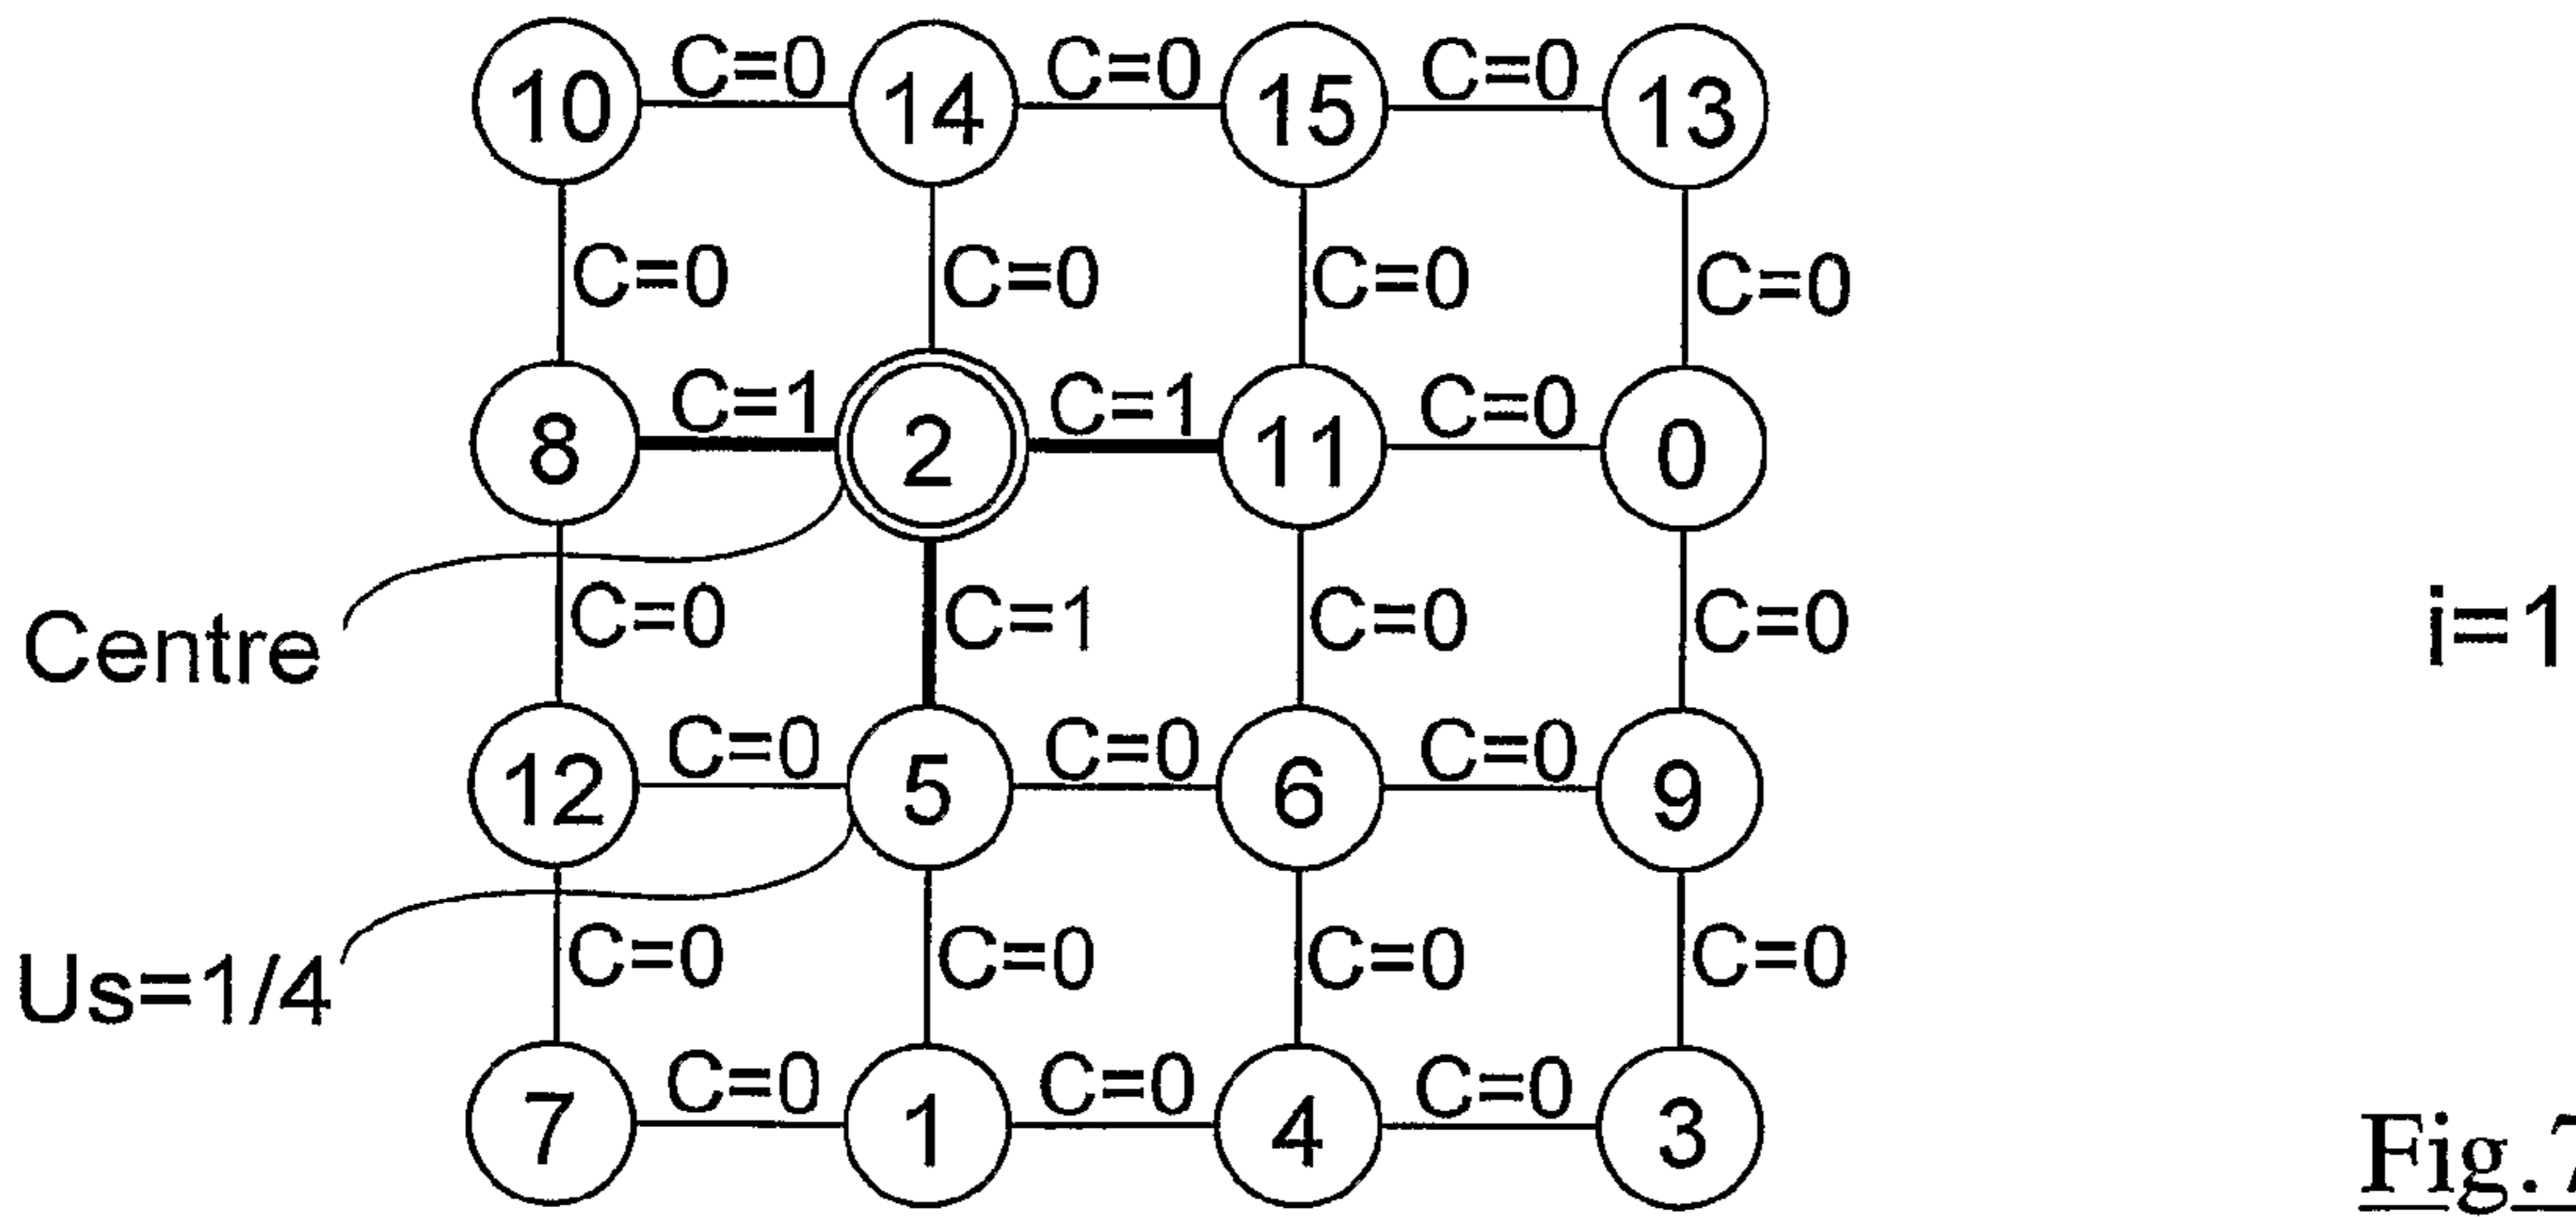 10 C=0 14 C=0 15 C=0 13
C=0 C=0 C=0 C=0
8 C=1 2 C=1 11 C=0 0
Centre C=0 C=1 C=0 C=0 i=1
12 C=0 5 C=0 6 C=0 9
Us=1/4 C=0 C=0 C=0 C=0
7 C=0 1 C=0 4 C=0 3
Fig.7